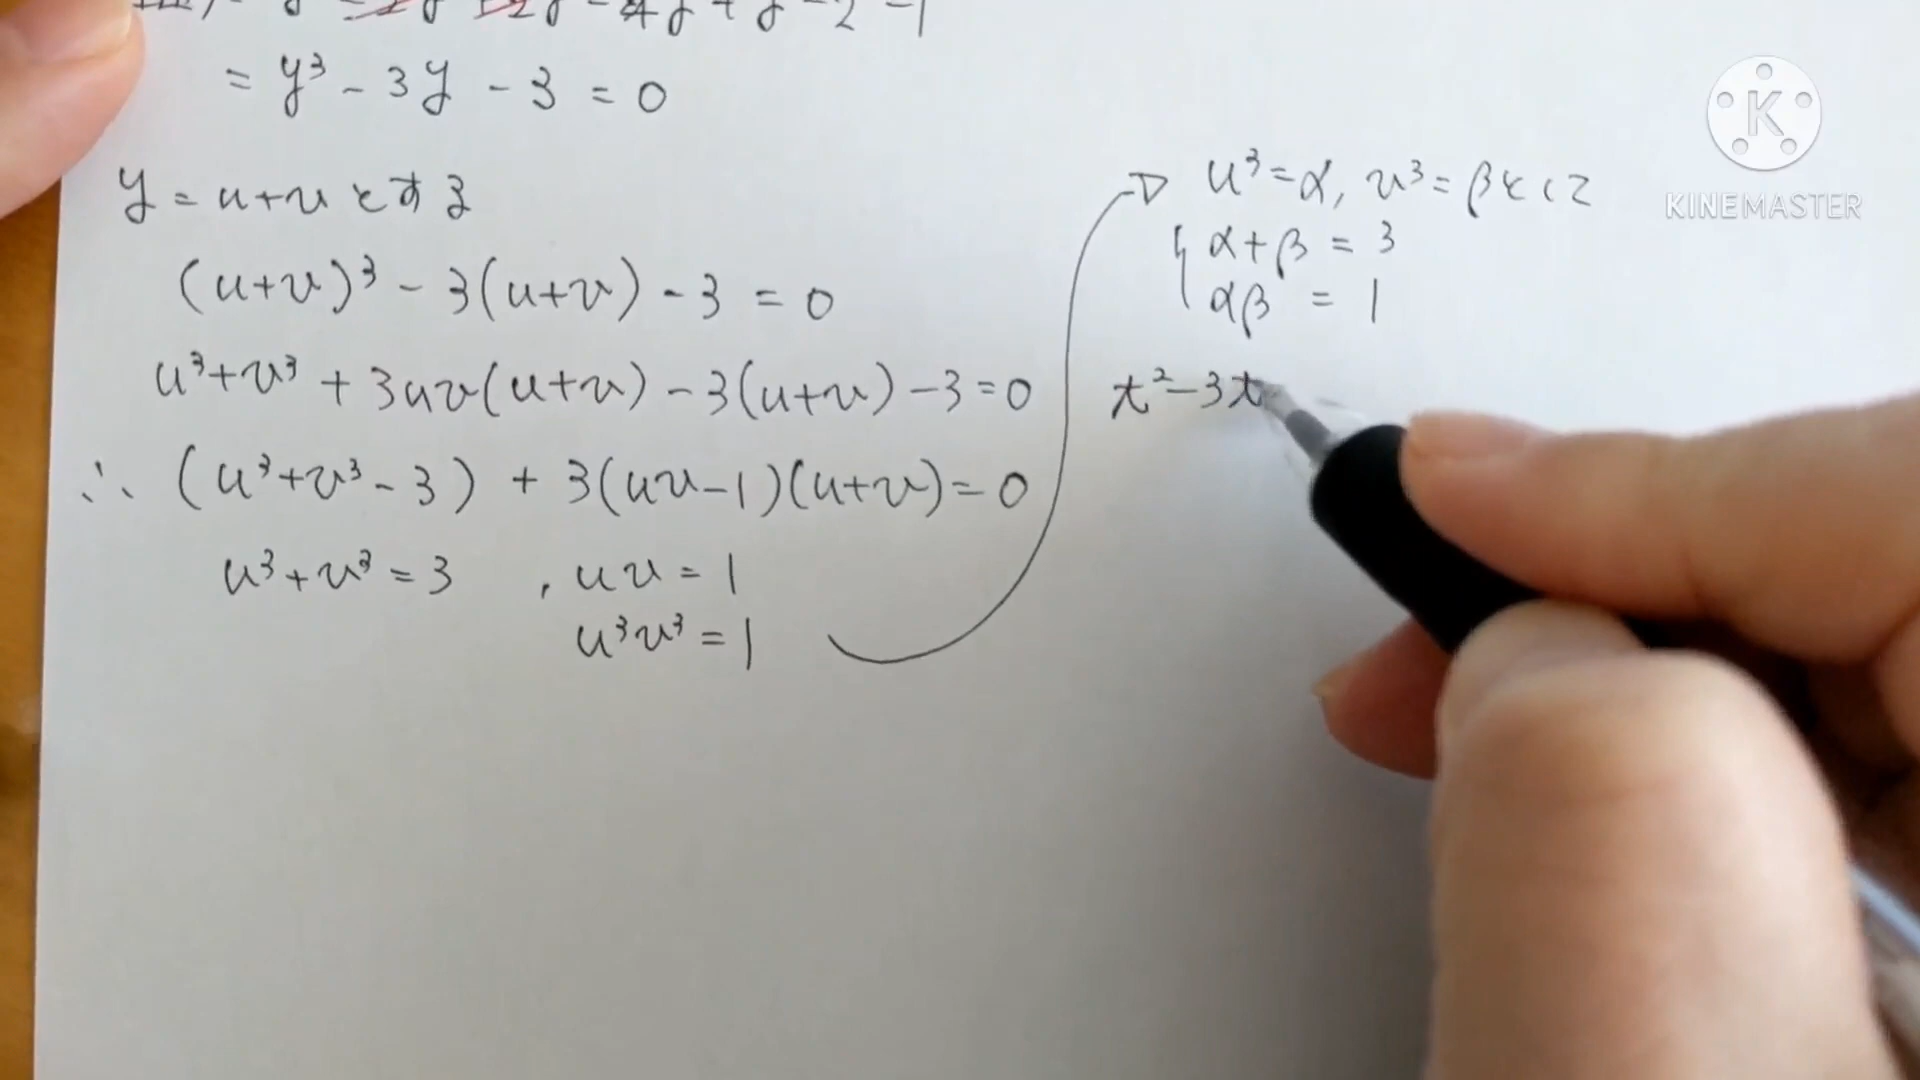 = y³ - 3y - 3 = 0
y = u+v とする
(u+v)³ - 3(u+v) - 3 = 0
u³+v³ + 3uv(u+v) - 3(u+v) - 3 = 0
∴ (u³+v³-3) + 3(uv-1)(u+v) = 0
u³+v³ = 3 , uv = 1
u³v³ = 1
u³=α, v³=βとして
α+β = 3
αβ = 1
t²-3t
K
KINEMASTER